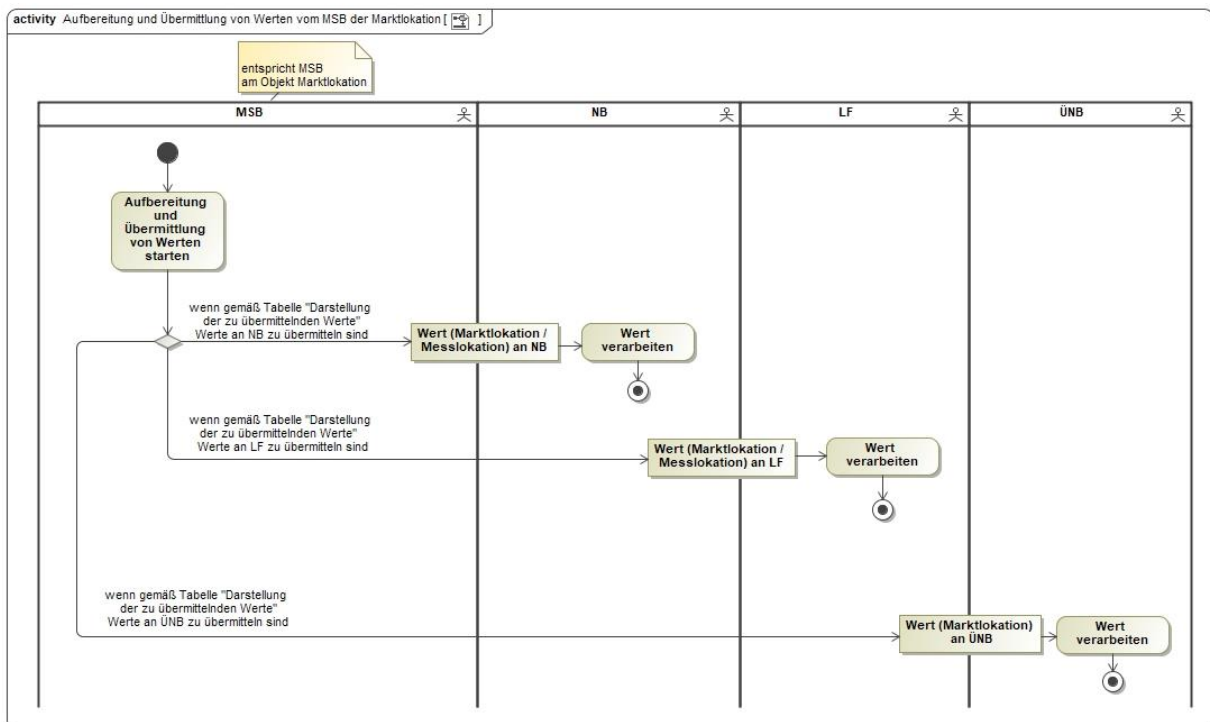 activity Aufbereitung und Übermittlung von Werten vom MSB der Marktlokation [ ]
entspricht MSB
am Objekt Marktlokation
MSB
NB
LF
ÜNB
Aufbereitung
und
Übermittlung
von Werten
starten
wenn gemäß Tabelle "Darstellung
der zu übermittelnden Werte"
Werte an NB zu übermitteln sind
Wert (Marktlokation /
Messlokation) an NB
Wert
verarbeiten
wenn gemäß Tabelle "Darstellung
der zu übermittelnden Werte"
Werte an LF zu übermitteln sind
Wert (Marktlokation /
Messlokation) an LF
Wert
verarbeiten
wenn gemäß Tabelle "Darstellung
der zu übermittelnden Werte"
Werte an ÜNB zu übermitteln sind
Wert (Marktlokation)
an ÜNB
Wert
verarbeiten